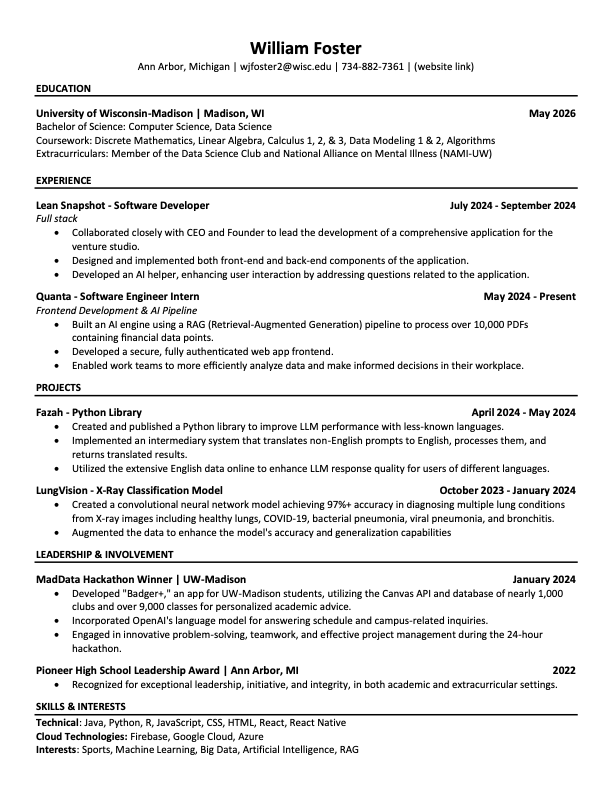 William Foster
Ann Arbor, Michigan | wjfoster2@wisc.edu | 734-882-7361 | (website link)
EDUCATION
University of Wisconsin-Madison | Madison, WI May 2026
Bachelor of Science: Computer Science, Data Science
Coursework: Discrete Mathematics, Linear Algebra, Calculus 1, 2, & 3, Data Modeling 1 & 2, Algorithms
Extracurriculars: Member of the Data Science Club and National Alliance on Mental Illness (NAMI-UW)
EXPERIENCE
Lean Snapshot - Software Developer July 2024 - September 2024
Full stack
• Collaborated closely with CEO and Founder to lead the development of a comprehensive application for the
venture studio.
• Designed and implemented both front-end and back-end components of the application.
• Developed an AI helper, enhancing user interaction by addressing questions related to the application.
Quanta - Software Engineer Intern May 2024 - Present
Frontend Development & AI Pipeline
• Built an AI engine using a RAG (Retrieval-Augmented Generation) pipeline to process over 10,000 PDFs
containing financial data points.
• Developed a secure, fully authenticated web app frontend.
• Enabled work teams to more efficiently analyze data and make informed decisions in their workplace.
PROJECTS
Fazah - Python Library April 2024 - May 2024
• Created and published a Python library to improve LLM performance with less-known languages.
• Implemented an intermediary system that translates non-English prompts to English, processes them, and
returns translated results.
• Utilized the extensive English data online to enhance LLM response quality for users of different languages.
LungVision - X-Ray Classification Model October 2023 - January 2024
• Created a convolutional neural network model achieving 97%+ accuracy in diagnosing multiple lung conditions
from X-ray images including healthy lungs, COVID-19, bacterial pneumonia, viral pneumonia, and bronchitis.
• Augmented the data to enhance the model's accuracy and generalization capabilities
LEADERSHIP & INVOLVEMENT
MadData Hackathon Winner | UW-Madison January 2024
• Developed "Badger+," an app for UW-Madison students, utilizing the Canvas API and database of nearly 1,000
clubs and over 9,000 classes for personalized academic advice.
• Incorporated OpenAI's language model for answering schedule and campus-related inquiries.
• Engaged in innovative problem-solving, teamwork, and effective project management during the 24-hour
hackathon.
Pioneer High School Leadership Award | Ann Arbor, MI 2022
• Recognized for exceptional leadership, initiative, and integrity, in both academic and extracurricular settings.
SKILLS & INTERESTS
Technical: Java, Python, R, JavaScript, CSS, HTML, React, React Native
Cloud Technologies: Firebase, Google Cloud, Azure
Interests: Sports, Machine Learning, Big Data, Artificial Intelligence, RAG